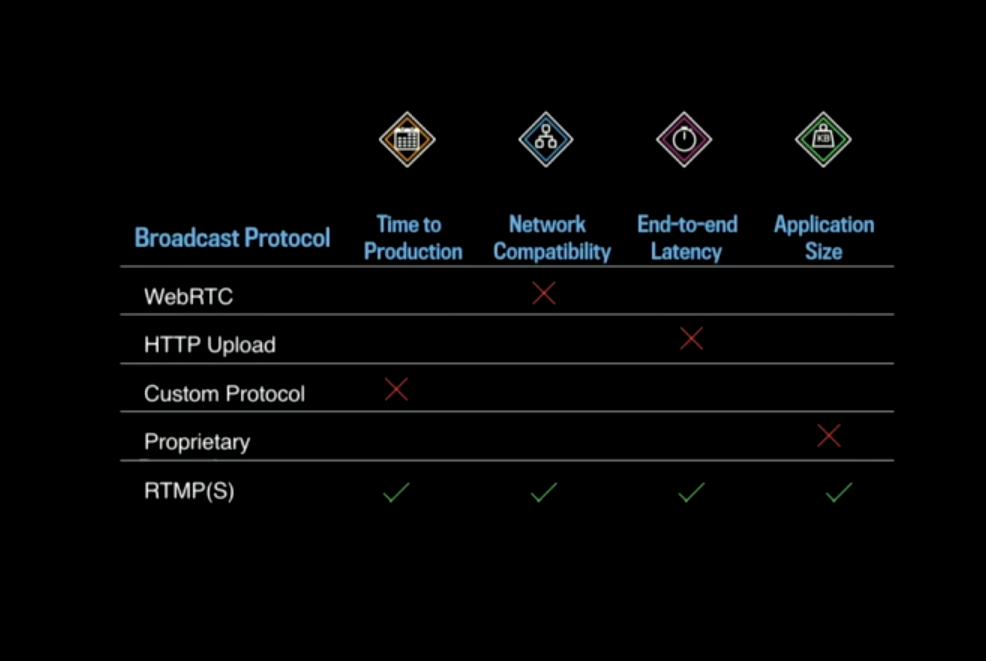 KB
Broadcast Protocol
Time to
Production
Network
Compatibility
End-to-end
Latency
Application
Size
WebRTC
HTTP Upload
Custom Protocol
Proprietary
RTMP(S)